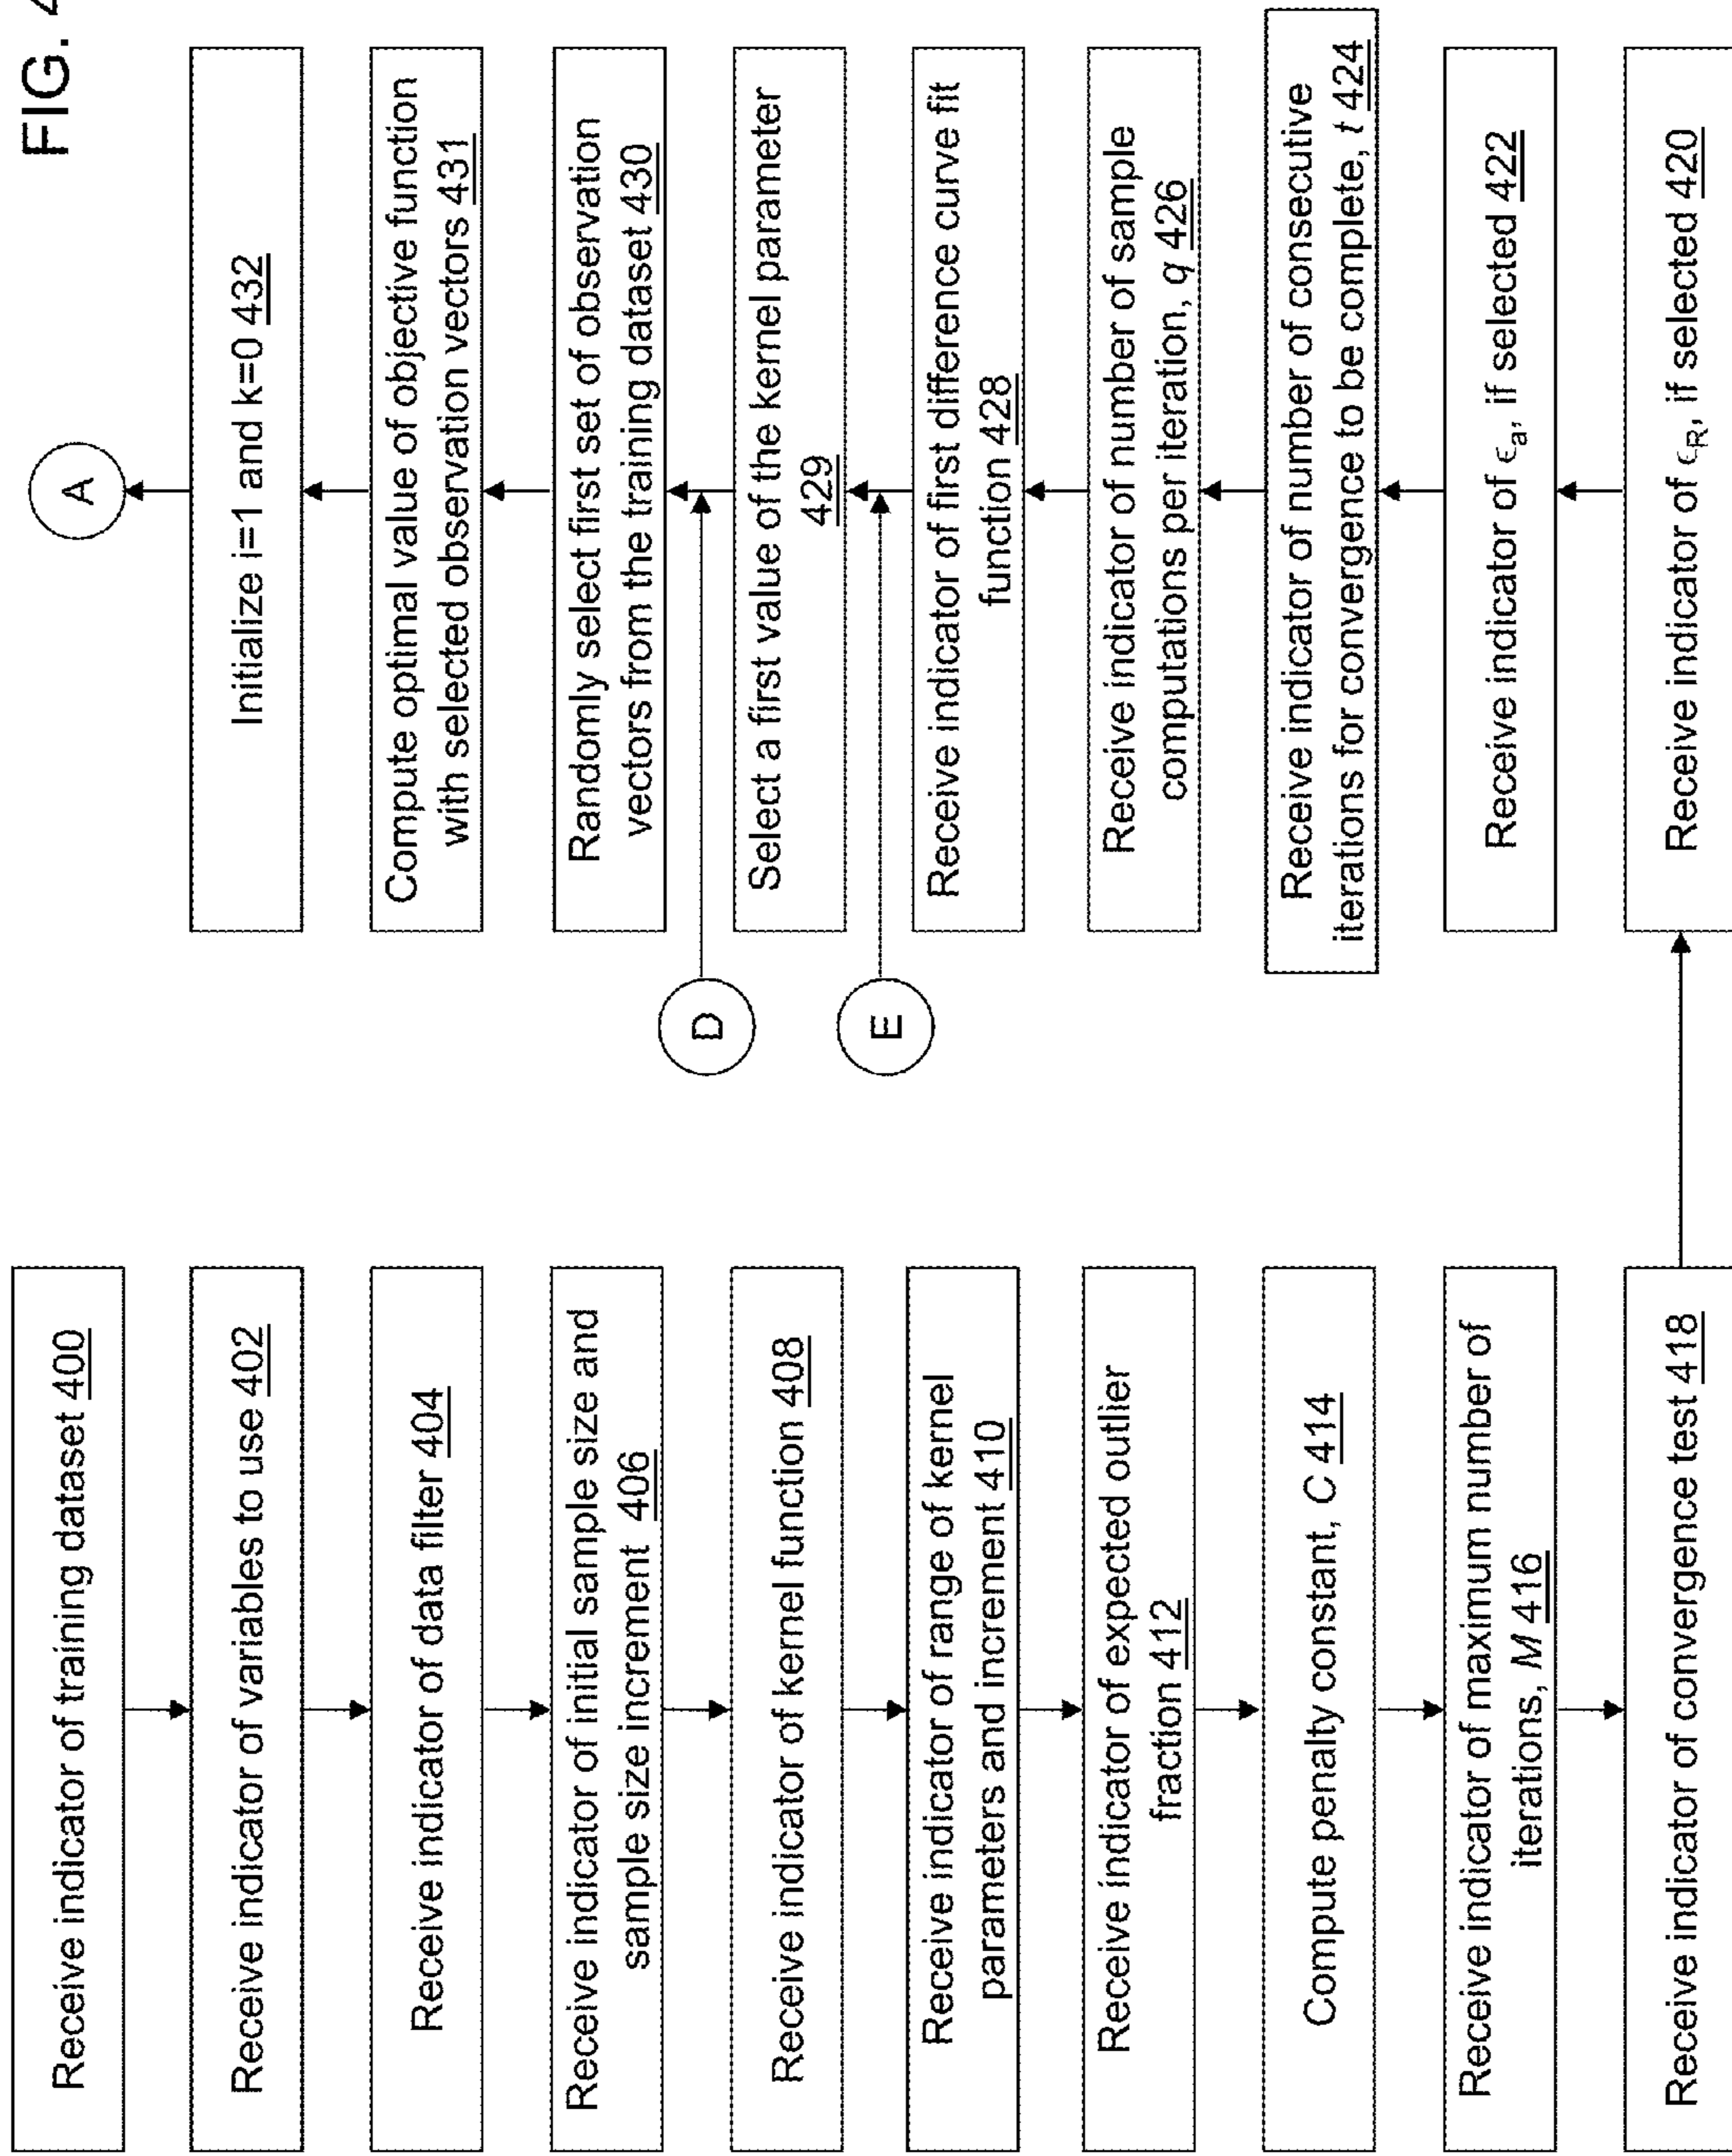 FIG. 4
Receive indicator of training dataset 400
Receive indicator of variables to use 402
Receive indicator of data filter 404
Receive indicator of initial sample size and
sample size increment 406
Receive indicator of kernel function 408
Receive indicator of range of kernel
parameters and increment 410
Receive indicator of expected outlier
fraction 412
Compute penalty constant, C 414
Receive indicator of maximum number of
iterations, M 416
Receive indicator of convergence test 418
Receive indicator of ϵR, if selected 420
Receive indicator of ϵa, if selected 422
Receive indicator of number of consecutive
iterations for convergence to be complete, t 424
Receive indicator of number of sample
computations per iteration, q 426
Receive indicator of first difference curve fit
function 428
E
Select a first value of the kernel parameter
429
D
Randomly select first set of observation
vectors from the training dataset 430
Compute optimal value of objective function
with selected observation vectors 431
Initialize i=1 and k=0 432
A